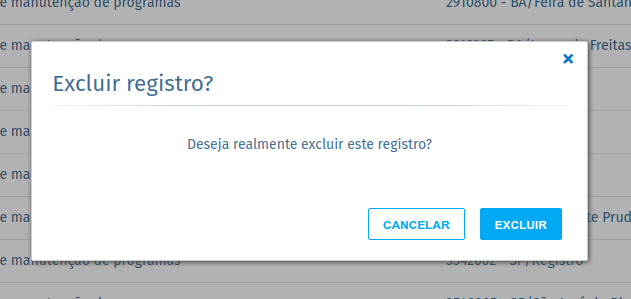 e manutenção de programas 2910800 - BA/Feira de Santan
Freitas
e ma
Excluir registro?
e ma
e ma
Deseja realmente excluir este registro?
e ma
e ma
CANCELAR EXCLUIR
te Prud
e manutenção de programas 3542602 - SP/Registro